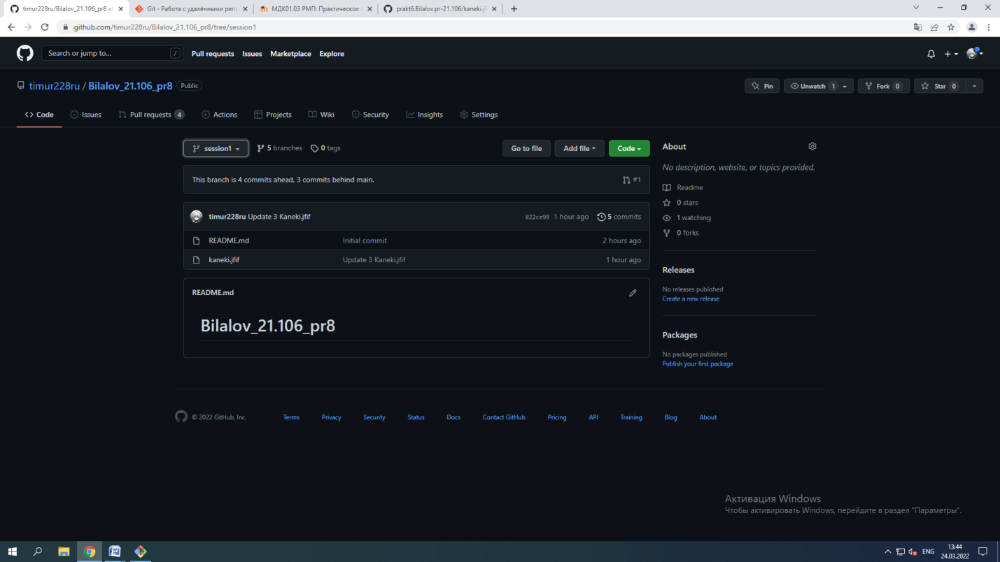 timur228ru/Bilalov_21.106_pr8 at
Git - Работа с удалёнными репо
МДК01.03 РМП: Практическое з
prakt6.Bilalov.pr-21.106/kaneki.jfi
github.com/timur228ru/Bilalov_21.106_pr8/tree/session1
Search or jump to... /
Pull requests Issues Marketplace Explore
timur228ru / Bilalov_21.106_pr8 Public
Pin Unwatch 1 Fork 0 Star 0
Code Issues Pull requests 4 Actions Projects Wiki Security Insights Settings
session1 5 branches 0 tags Go to file Add file Code
This branch is 4 commits ahead, 3 commits behind main. #1
timur228ru Update 3 Kaneki.jfif 822ce98 1 hour ago 5 commits
README.md Initial commit 2 hours ago
kaneki.jfif Update 3 Kaneki.jfif 1 hour ago
README.md
Bilalov_21.106_pr8
About
No description, website, or topics provided.
Readme
0 stars
1 watching
0 forks
Releases
No releases published
Create a new release
Packages
No packages published
Publish your first package
© 2022 GitHub, Inc. Terms Privacy Security Status Docs Contact GitHub Pricing API Training Blog About
Активация Windows
Чтобы активировать Windows, перейдите в раздел "Параметры".
ENG
13:44
24.03.2022